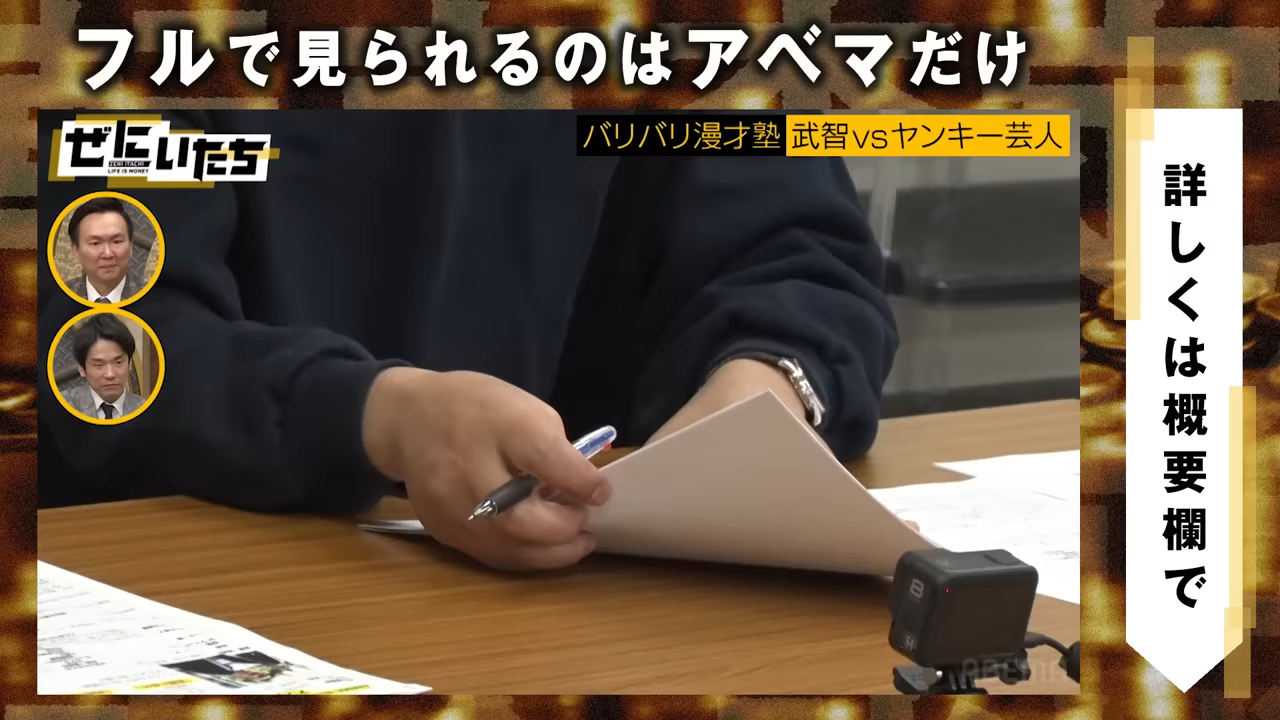 フルで見られるのはアベマだけ
ぜにいたち
ZENI ITACHI
LIFE IS MONEY
バリバリ漫才塾 武智vsヤンキー芸人
詳しくは概要欄で
8
ABEMA